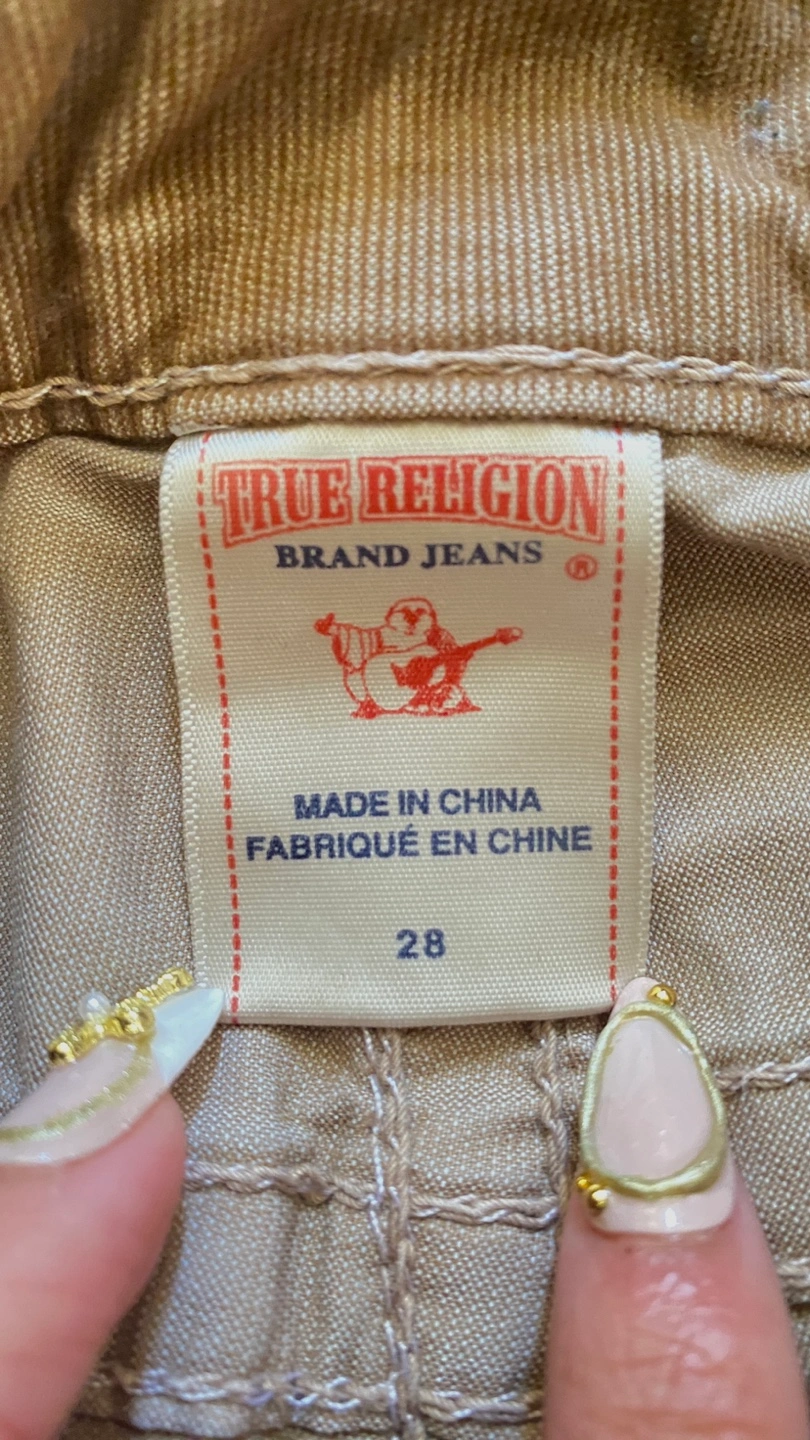 TRUE RELIGION
BRAND JEANS ®
MADE IN CHINA
FABRIQUÉ EN CHINE
28